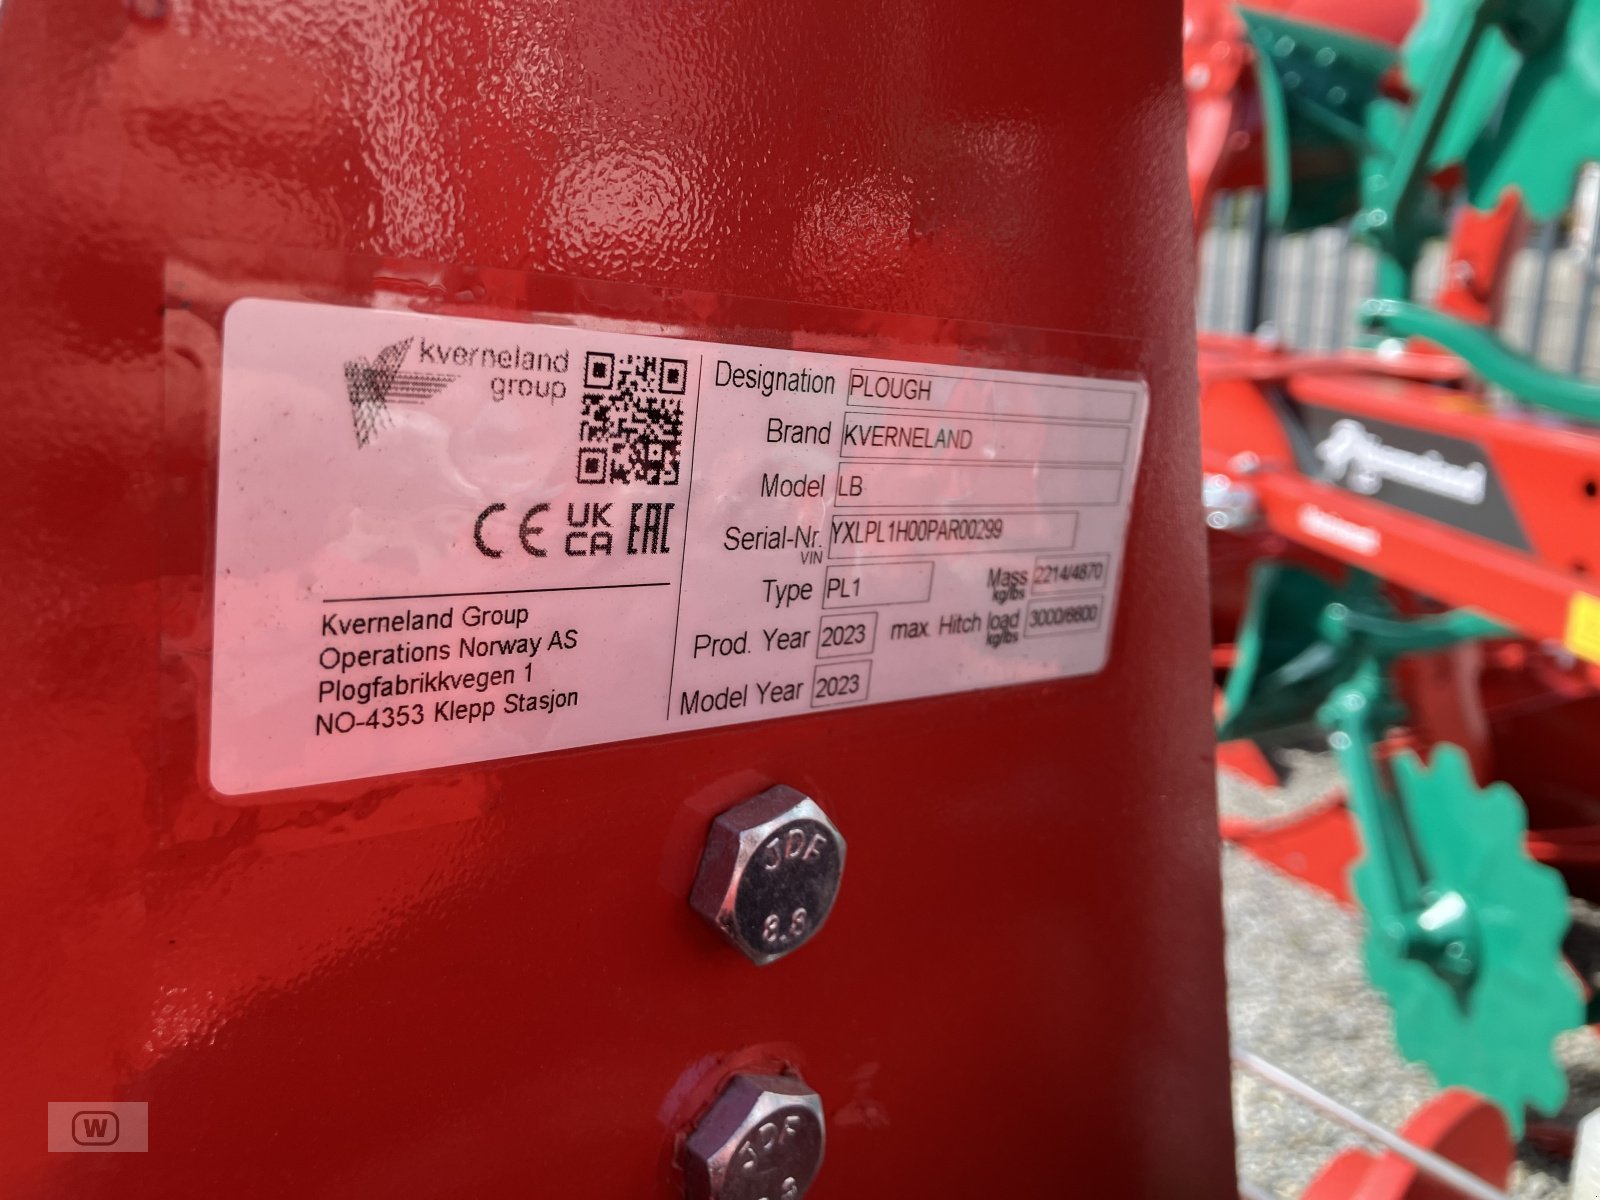 kverneland
group
CE UK CA EAC
Kverneland Group
Operations Norway AS
Plogfabrikkvegen 1
NO-4353 Klepp Stasjon
Designation PLOUGH
Brand KVERNELAND
Model LB
Serial-Nr. VIN YXLPL1H00PAR00299
Type PL1 Mass kg/lbs 2214/4870
Prod. Year 2023 max. Hitch load kg/lbs 3000/6600
Model Year 2023
JDF
8.8
JDF
Kverneland
W